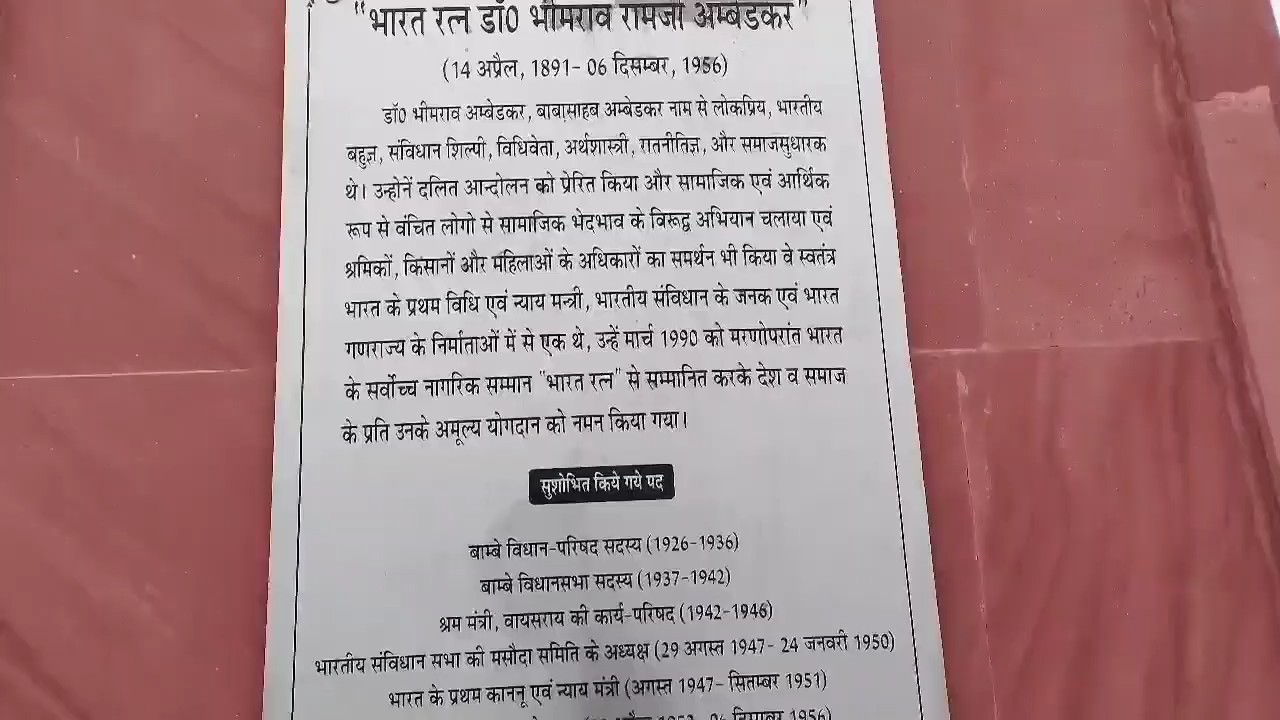 "भारत रत्न डॉ0 भीमराव रामजी अम्बेडकर"
(14 अप्रैल, 1891- 06 दिसम्बर, 1956)
डॉ0 भीमराव अम्बेडकर, बाबासाहब अम्बेडकर नाम से लोकप्रिय, भारतीय
बहुज्ञ, संविधान शिल्पी, विधिवेता, अर्थशास्त्री, रातनीतिज्ञ, और समाजसुधारक
थे। उन्होनें दलित आन्दोलन को प्रेरित किया और सामाजिक एवं आर्थिक
रूप से वंचित लोगो से सामाजिक भेदभाव के विरूद्व अभियान चलाया एवं
श्रमिकों, किसानों और महिलाओं के अधिकारों का समर्थन भी किया वे स्वतंत्र
भारत के प्रथम विधि एवं न्याय मन्त्री, भारतीय संविधान के जनक एवं भारत
गणराज्य के निर्माताओं में से एक थे, उन्हें मार्च 1990 को मरणोपरांत भारत
के सर्वोच्च नागरिक सम्मान "भारत रत्न" से सम्मानित करके देश व समाज
के प्रति उनके अमूल्य योगदान को नमन किया गया।
सुशोभित किये गये पद
बाम्बे विधान-परिषद सदस्य (1926-1936)
बाम्बे विधानसभा सदस्य (1937-1942)
श्रम मंत्री, वायसराय की कार्य-परिषद (1942-1946)
भारतीय संविधान सभा की मसौदा समिति के अध्यक्ष (29 अगस्त 1947- 24 जनवरी 1950)
भारत के प्रथम काननू एवं न्याय मंत्री (अगस्त 1947- सितम्बर 1951)